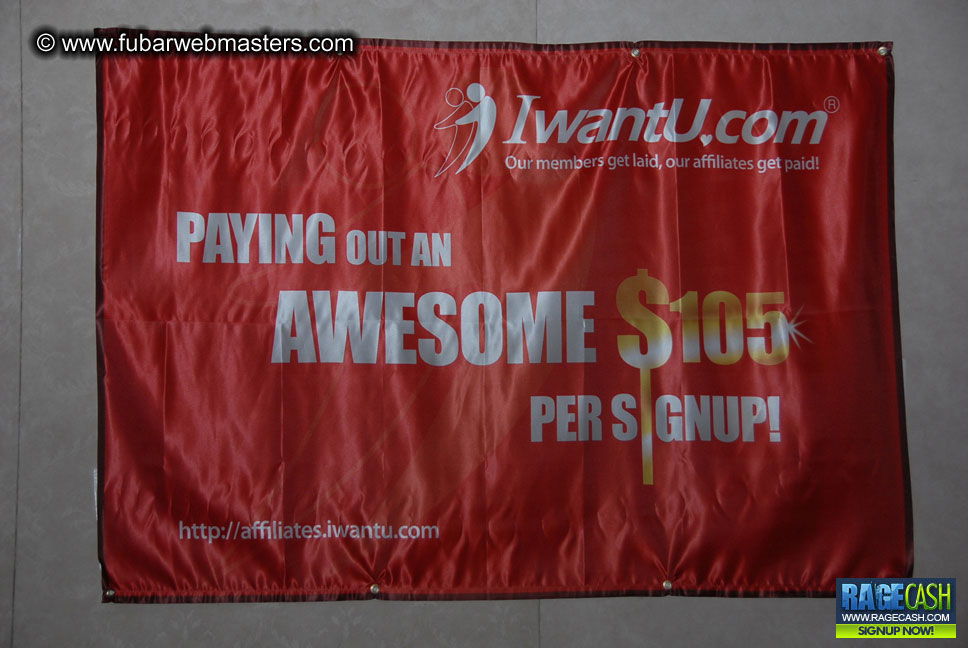 © www.fubarwebmasters.com
IwantU.com®
Our members get laid, our affiliates get paid!
PAYING OUT AN
AWESOME $105
PER SIGNUP!
http://affiliates.iwantu.com
RAGECASH
WWW.RAGECASH.COM
SIGNUP NOW!